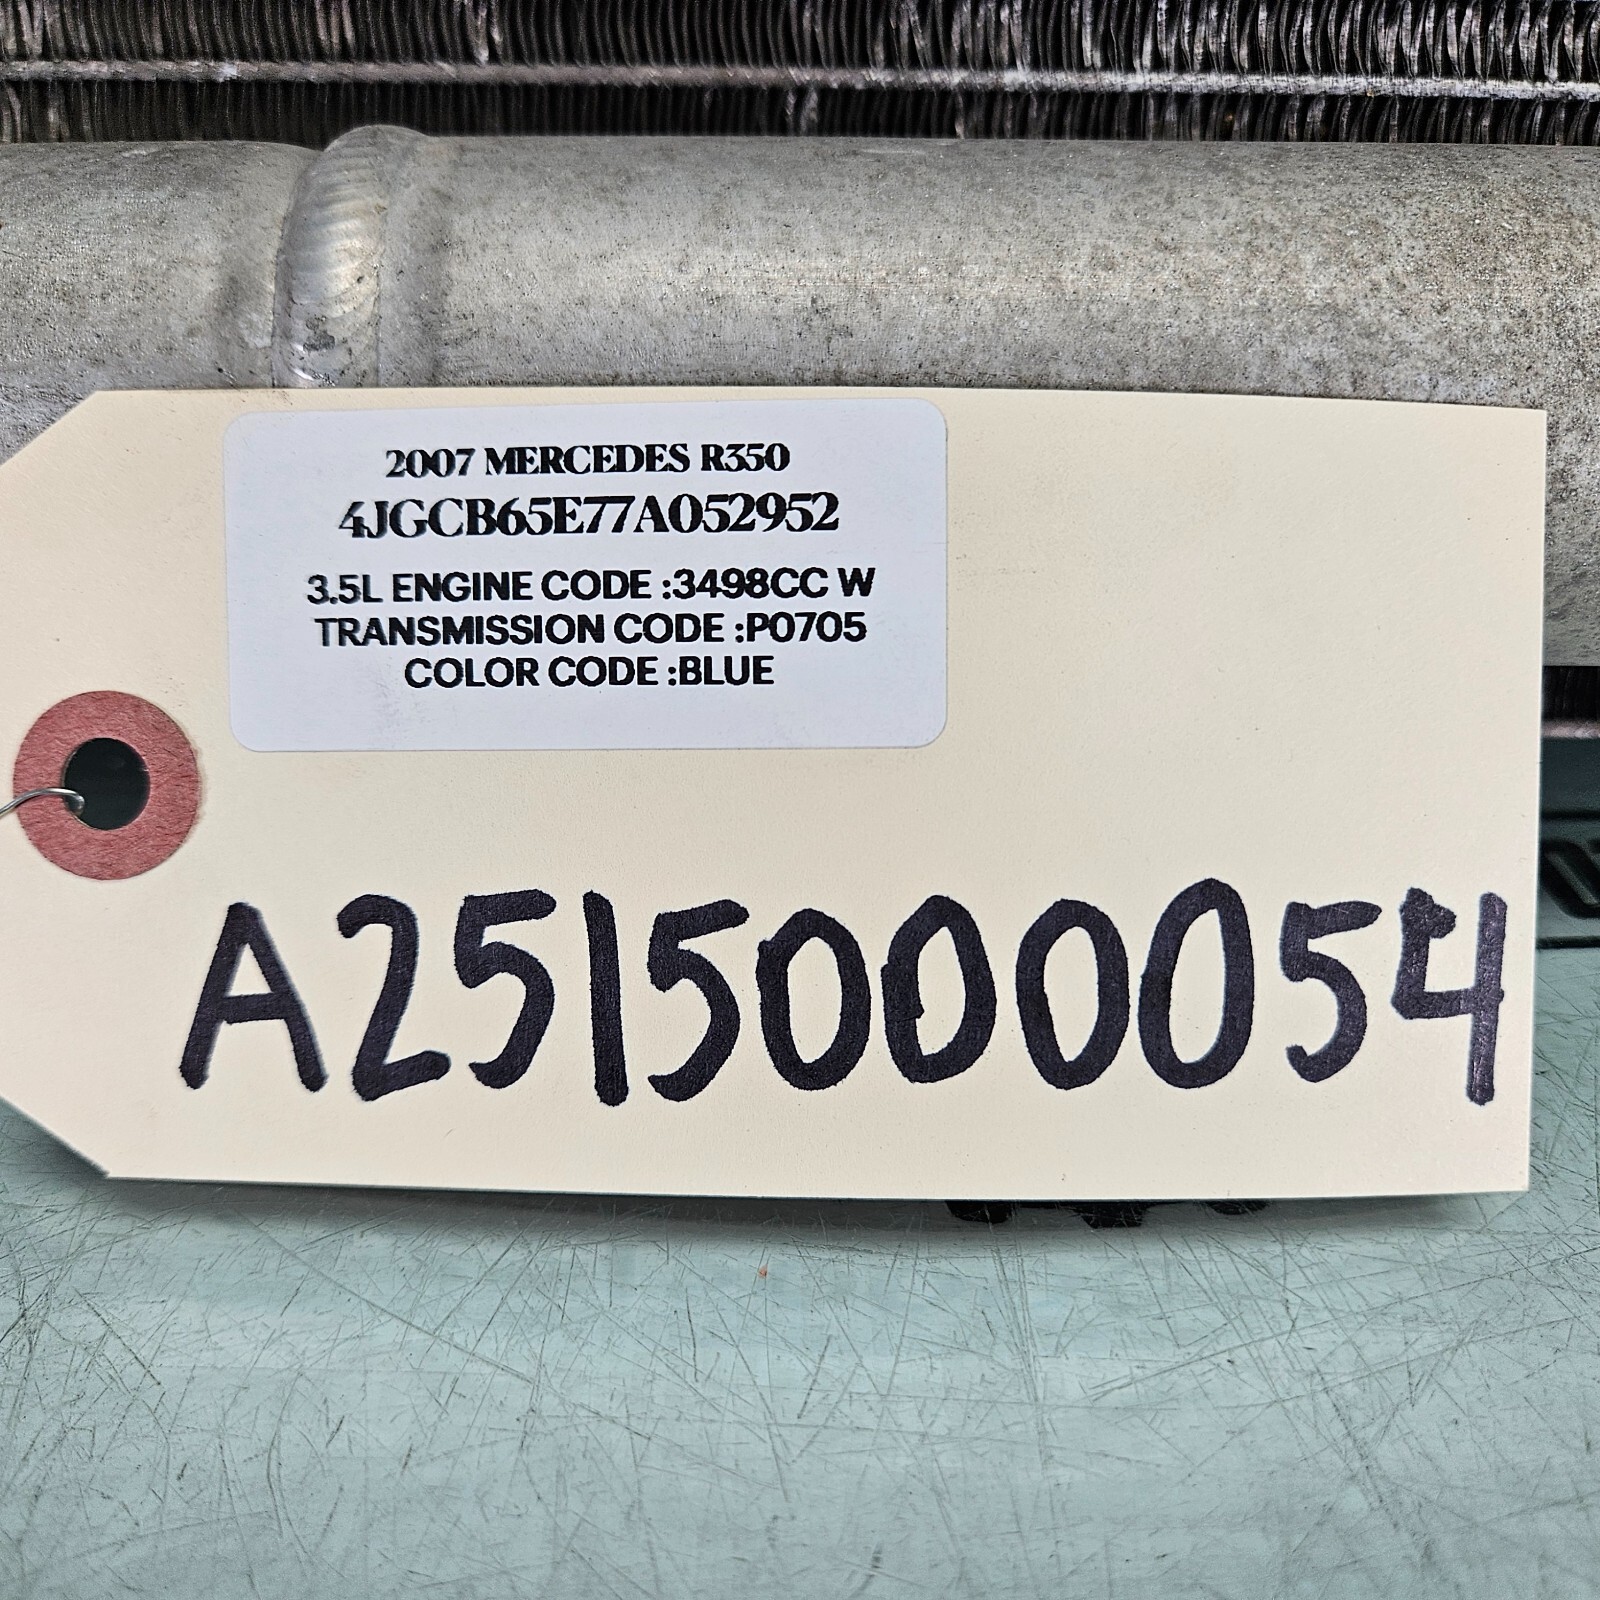 2007 MERCEDES R350
4JGCB65E77A052952
3.5L ENGINE CODE :3498CC W
TRANSMISSION CODE :P0705
COLOR CODE :BLUE
A2515000054